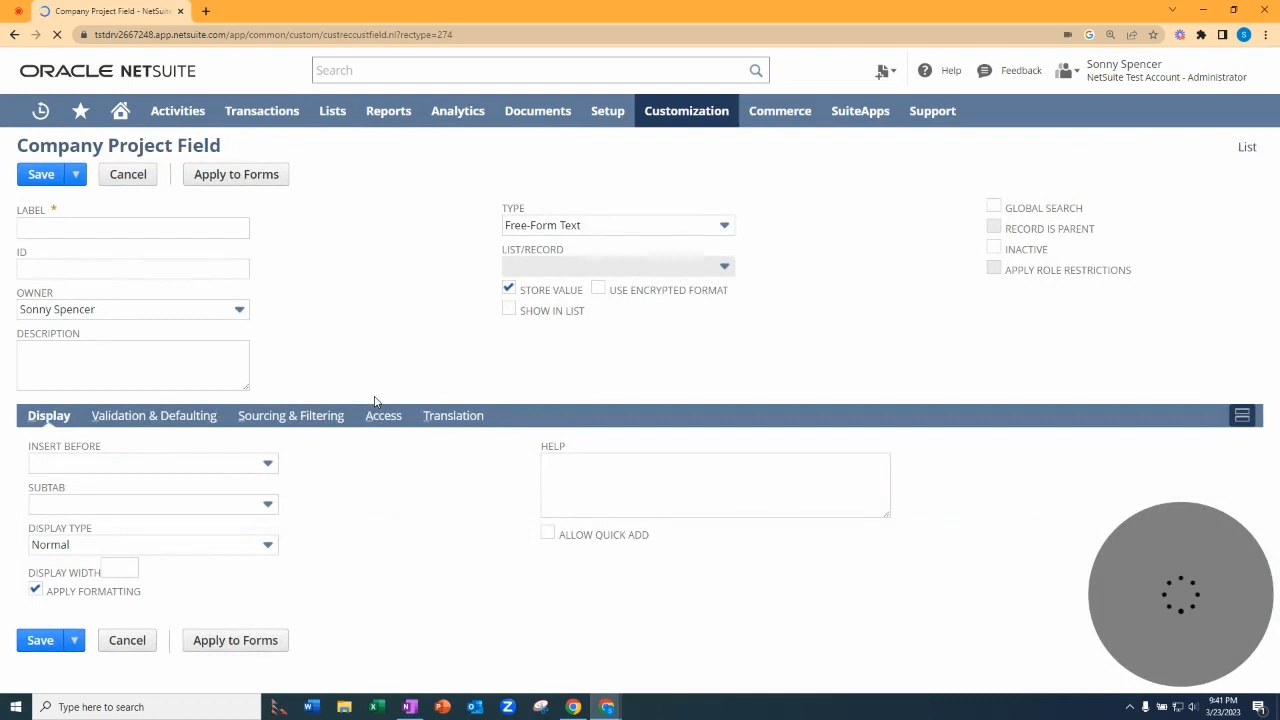 Company Project Field - NetSuite
tstdrv2667248.app.netsuite.com/app/common/custom/custreccustfield.nl?rectype=274
ORACLE NETSUITE
Search
Help
Feedback
Sonny Spencer
NetSuite Test Account - Administrator
Activities Transactions Lists Reports Analytics Documents Setup Customization Commerce SuiteApps Support
Company Project Field
List
Save Cancel Apply to Forms
LABEL *
TYPE
GLOBAL SEARCH
Free-Form Text
RECORD IS PARENT
ID
LIST/RECORD
INACTIVE
APPLY ROLE RESTRICTIONS
OWNER
STORE VALUE USE ENCRYPTED FORMAT
Sonny Spencer
SHOW IN LIST
DESCRIPTION
Display Validation & Defaulting Sourcing & Filtering Access Translation
INSERT BEFORE
HELP
SUBTAB
DISPLAY TYPE
ALLOW QUICK ADD
Normal
DISPLAY WIDTH
APPLY FORMATTING
Save Cancel Apply to Forms
Type here to search
9:41 PM
3/23/2023